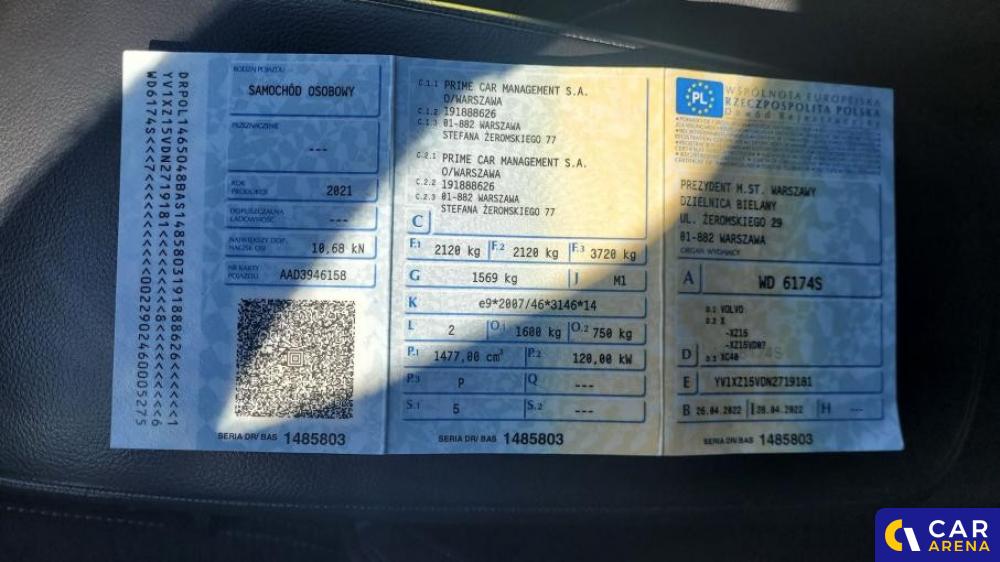 DRPOL1465048BAS1485803191888626<<<<<<1
YV1XZ15VDN2719181<<<<<<8<<<<<<<<<<<<<6
WD6174S<<7<<<<<<<<<<<<<0022902460005275
RODZAJ POJAZDU
SAMOCHÓD OSOBOWY
PRZEZNACZENIE
---
ROK
PRODUKCJI 2021
DOPUSZCZALNA
ŁADOWNOŚĆ ---
NAJWIĘKSZY DOP.
NACISK OSI 10,68 kN
NR KARTY
POJAZDU AAD3946158
SERIA DR/BAS 1485803
C.1.1 PRIME CAR MANAGEMENT S.A.
O/WARSZAWA
C.1.2 191888626
C.1.3 01-882 WARSZAWA
STEFANA ŻEROMSKIEGO 77
C.2.1 PRIME CAR MANAGEMENT S.A.
O/WARSZAWA
C.2.2 191888626
C.2.3 01-882 WARSZAWA
STEFANA ŻEROMSKIEGO 77
C
F.1 2120 kg F.2 2120 kg F.3 3720 kg
G 1569 kg J M1
K e9*2007/46*3146*14
L 2 O.1 1600 kg O.2 750 kg
P.1 1477,00 cm³ P.2 120,00 kW
P.3 P Q ---
S.1 5 S.2 ---
SERIA DR/BAS 1485803
PL
WSPÓLNOTA EUROPEJSKA
RZECZPOSPOLITA POLSKA
Dowód Rejestracyjny
PREZYDENT M.ST. WARSZAWY
DZIELNICA BIELANY
UL. ŻEROMSKIEGO 29
01-882 WARSZAWA
ORGAN WYDAJĄCY
A WD 6174S
D.1 VOLVO
D.2 X
-XZ15
-XZ15VD0?
D D.3 XC40
E YV1XZ15VDN2719181
B 26.04.2022 I 26.04.2022 H ---
SERIA DR/BAS 1485803
CAR
ARENA